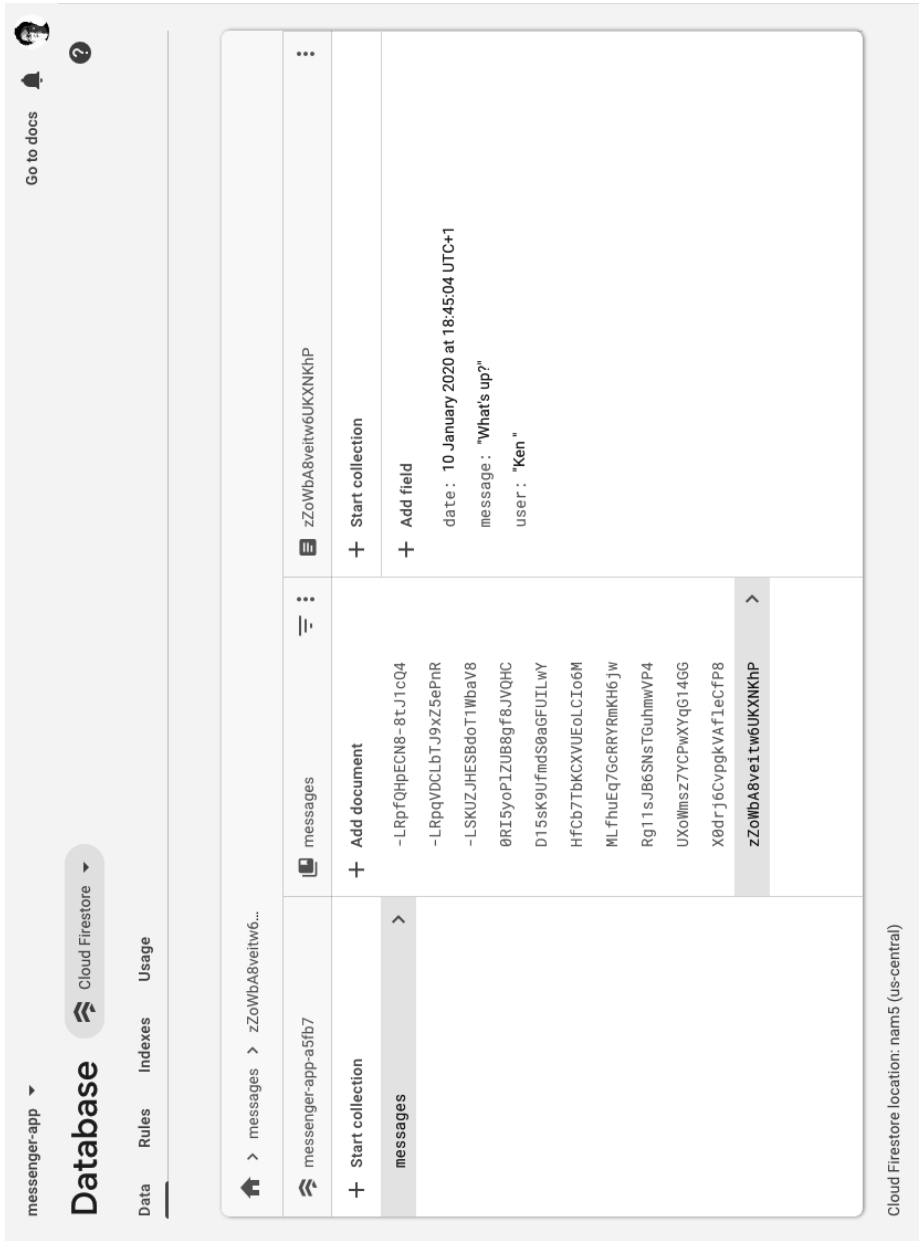 messenger-app
Go to docs
Database
Cloud Firestore
Data Rules Indexes Usage
> messages > zZoWbA8veitw6...
messenger-app-a5fb7
+ Start collection
messages >
messages
+ Add document
-LRpfQHpECN8-8tJ1cQ4
-LRpqVDCLbTJ9xZ5ePnR
-LSKUZJHESBdoT1WbaV8
0RI5yoPlZUB8gf8JVQHC
D15sK9UfmdS0aGFUILwY
HfCb7TbKCXVUEoLCIo6M
MLfhuEq7GcRRYRmKH6jw
Rg11sJB6SNsTGuhmwVP4
UXoWmsz7YCPwXYqG14GG
X0drj6CvpgkVAfleCfP8
zZoWbA8veitw6UKXNKhP >
zZoWbA8veitw6UKXNKhP
+ Start collection
+ Add field
date: 10 January 2020 at 18:45:04 UTC+1
message: "What's up?"
user: "Ken "
Cloud Firestore location: nam5 (us-central)